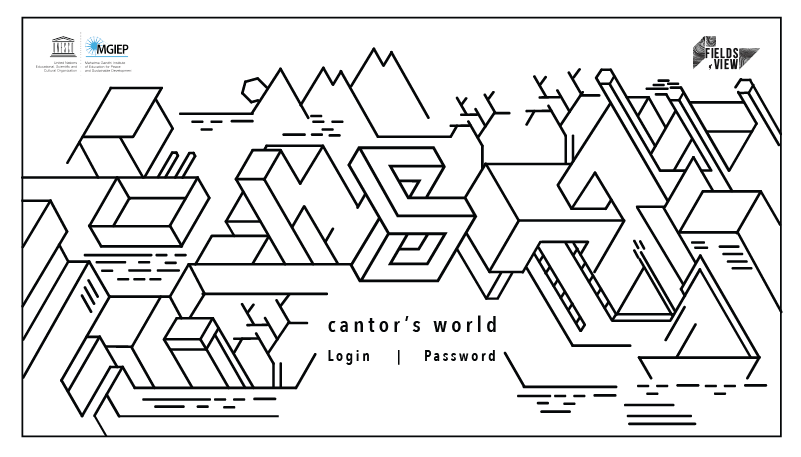 MGIEP
United Nations
Educational, Scientific and
Cultural Organization
Mahatma Gandhi Institute
of Education for Peace
and Sustainable Development
FIELDS
of VIEW
cantor's world
Login | Password